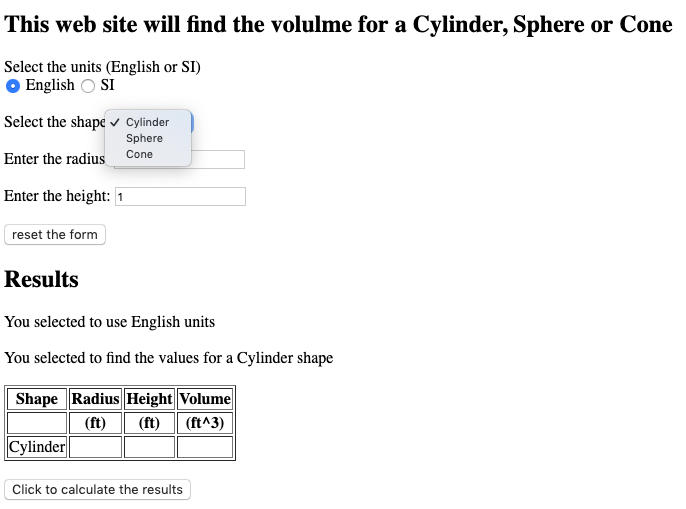 This web site will find the volulme for a Cylinder, Sphere or Cone
Select the units (English or SI)
English SI
Select the shape ✓ Cylinder
Sphere
Cone
Enter the radius
Enter the height: 1
reset the form
Results
You selected to use English units
You selected to find the values for a Cylinder shape
Shape Radius Height Volume
(ft) (ft) (ft^3)
Cylinder
Click to calculate the results